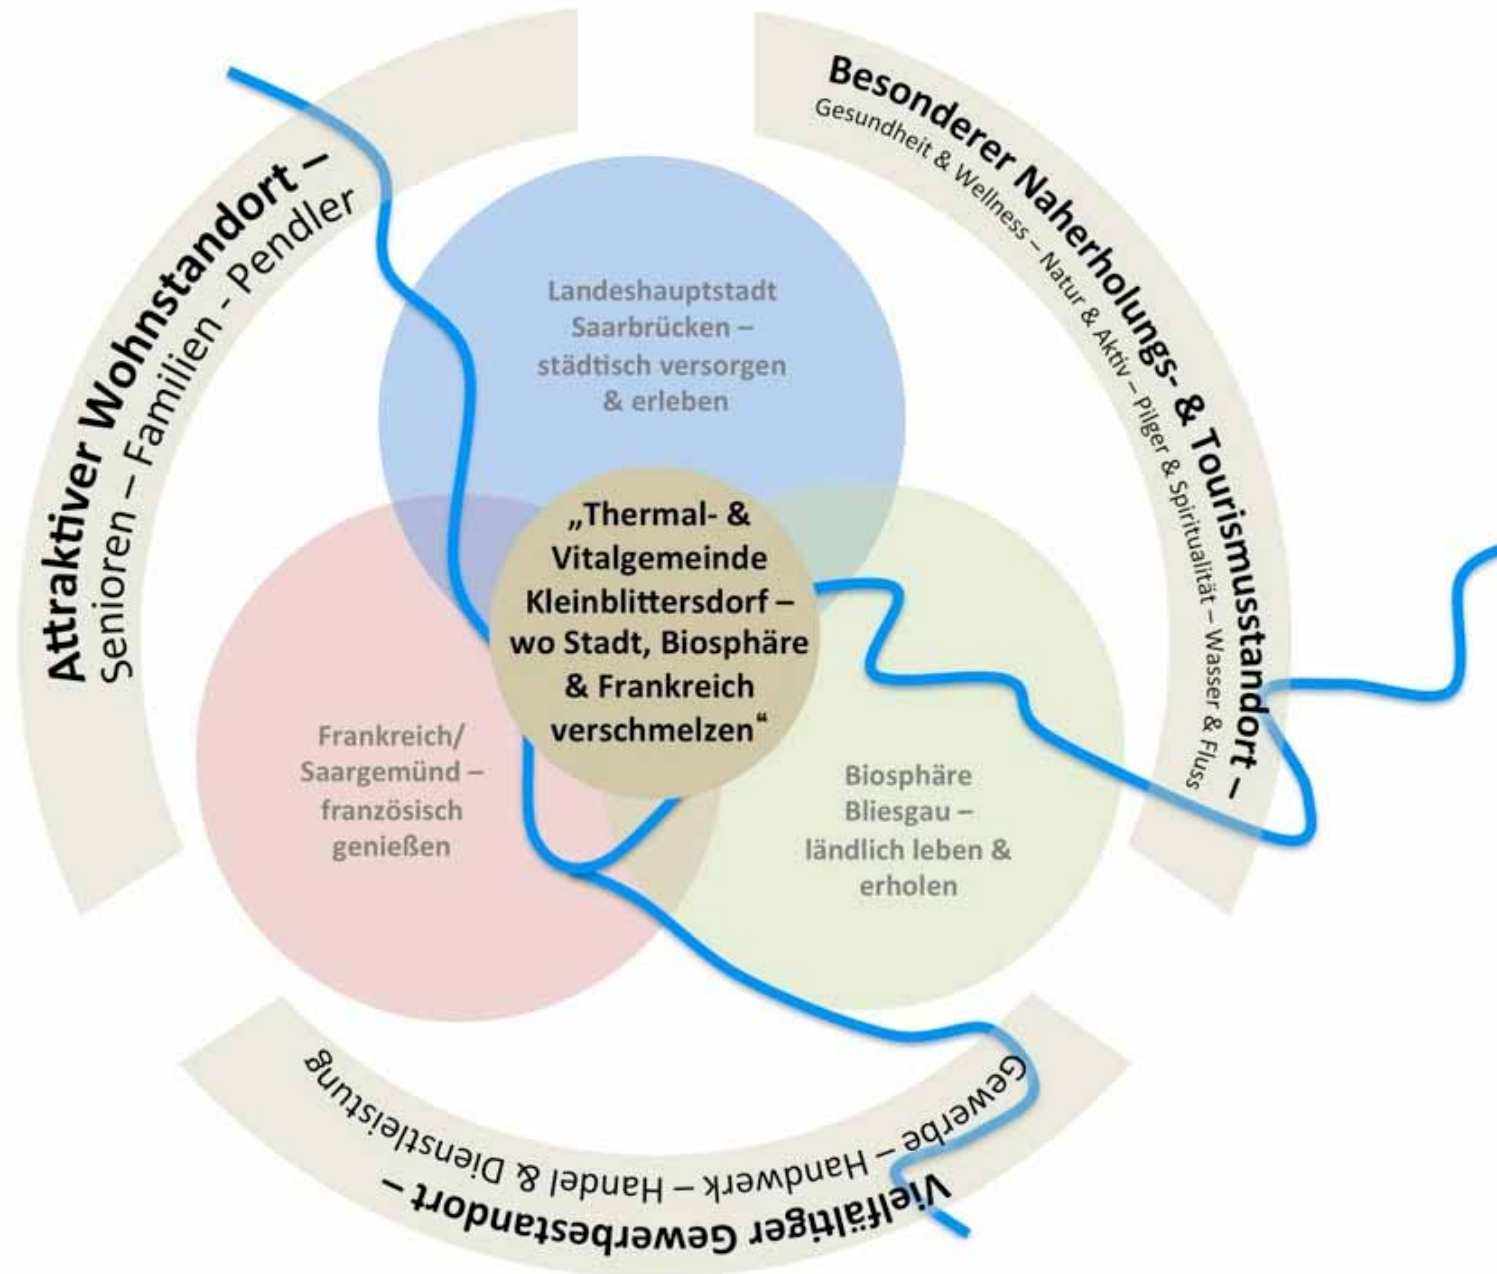 Attraktiver Wohnstandort –
Senioren – Familien - Pendler
Besonderer Naherholungs- & Tourismusstandort –
Gesundheit & Wellness – Natur & Aktiv – Pilger & Spiritualität – Wasser & Fluss
Landeshauptstadt
Saarbrücken –
städtisch versorgen
& erleben
„Thermal- &
Vitalgemeinde
Kleinblittersdorf –
wo Stadt, Biosphäre
& Frankreich
verschmelzen“
Frankreich/
Saargemünd –
französisch
genießen
Biosphäre
Bliesgau –
ländlich leben &
erholen
Vielfältiger Gewerbestandort –
Gewerbe – Handwerk – Handel & Dienstleistung